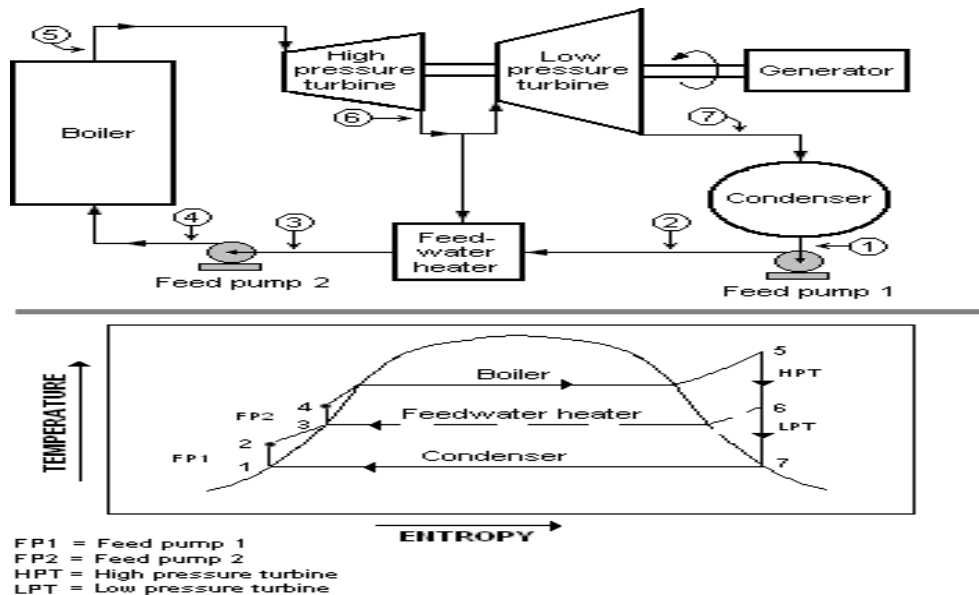 5
High
pressure
turbine
Low
pressure
turbine
Generator
6
7
Boiler
Condenser
4
3
2
1
Feed-
water
heater
Feed pump 2
Feed pump 1
TEMPERATURE
5
Boiler
HPT
4
FP2
Feedwater heater
6
3
2
LPT
FP1
1
Condenser
7
ENTROPY
FP1 = Feed pump 1
FP2 = Feed pump 2
HPT = High pressure turbine
LPT = Low pressure turbine